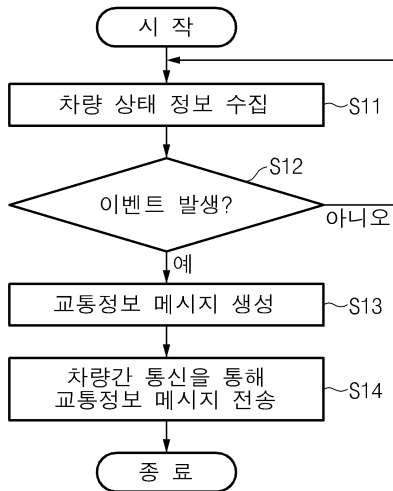 시 작
차량 상태 정보 수집
S11
S12
이벤트 발생?
아니오
예
교통정보 메시지 생성
S13
차량간 통신을 통해
교통정보 메시지 전송
S14
종 료